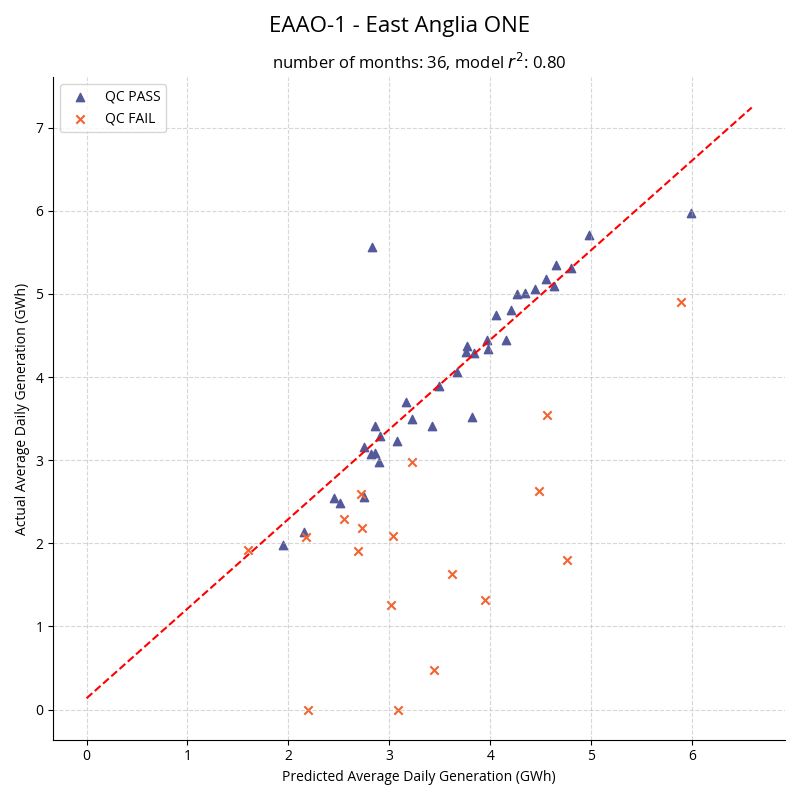 EAAO-1 - East Anglia ONE
number of months: 36, model r²: 0.80
QC PASS
QC FAIL
7
6
5
4
3
2
1
0
Actual Average Daily Generation (GWh)
0 1 2 3 4 5 6
Predicted Average Daily Generation (GWh)